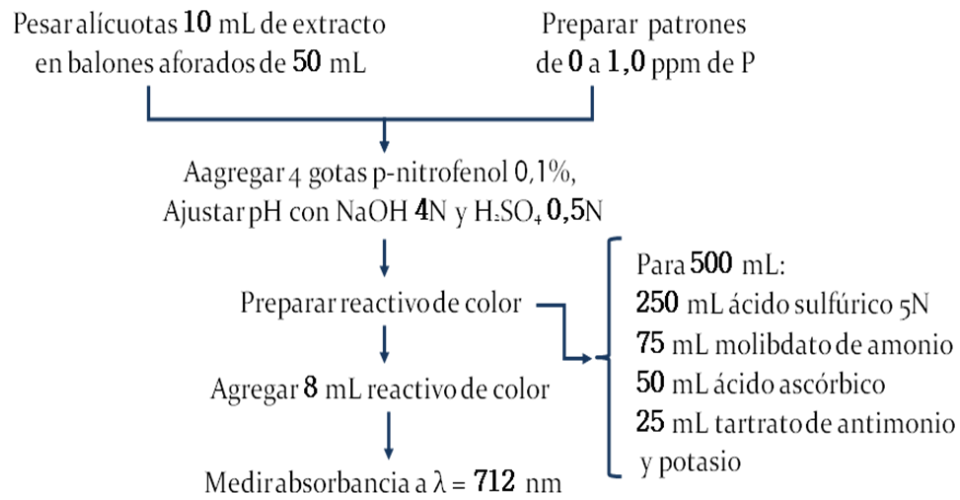 Pesar alícuotas 10 mL de extracto
en balones aforados de 50 mL
Preparar patrones
de 0 a 1,0 ppm de P
Aagregar 4 gotas p-nitrofenol 0,1%,
Ajustar pH con NaOH 4N y H₂SO₄ 0,5N
Preparar reactivo de color
Agregar 8 mL reactivo de color
Medir absorbancia a λ = 712 nm
Para 500 mL:
250 mL ácido sulfúrico 5N
75 mL molibdato de amonio
50 mL ácido ascórbico
25 mL tartrato de antimonio
y potasio